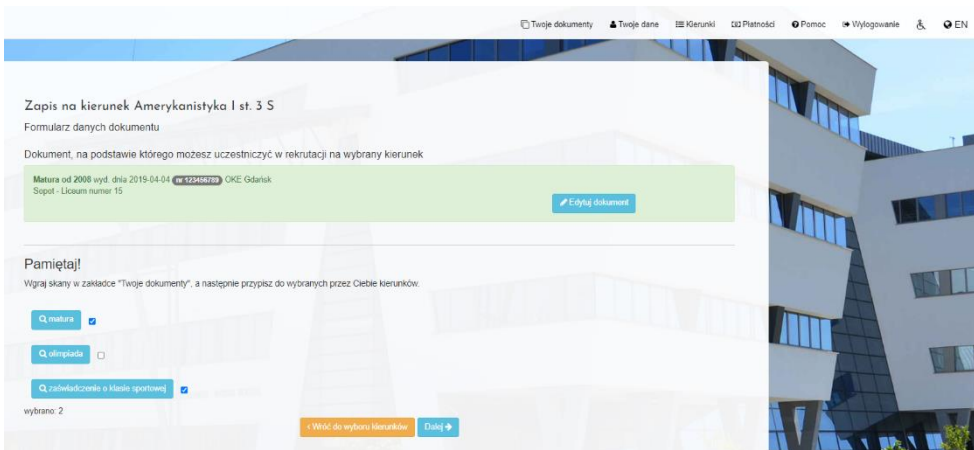 Twoje dokumenty Twoje dane Kierunki Płatności Pomoc Wylogowanie EN
Zapis na kierunek Amerykanistyka I st. 3 S
Formularz danych dokumentu
Dokument, na podstawie którego możesz uczestniczyć w rekrutacji na wybrany kierunek
Matura od 2008 wyd. dnia 2019-04-04 nr 123456789 OKE Gdańsk
Sopot - Liceum numer 15
Edytuj dokument
Pamiętaj!
Wgraj skany w zakładce "Twoje dokumenty", a następnie przypisz do wybranych przez Ciebie kierunków.
matura
olimpiada
zaświadczenie o klasie sportowej
wybrano: 2
‹ Wróć do wyboru kierunków Dalej →